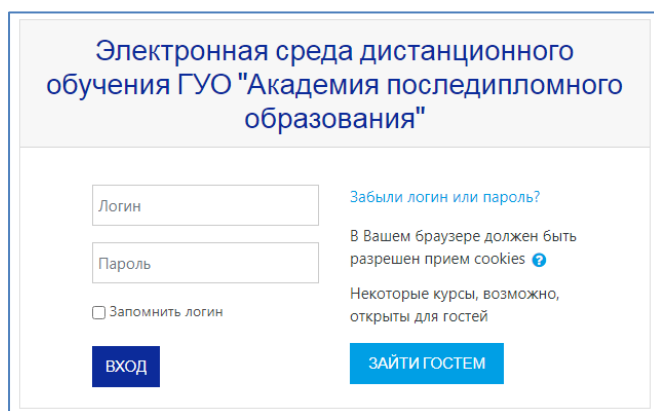 Электронная среда дистанционного
обучения ГУО "Академия последипломного
образования"
Логин
Пароль
Запомнить логин
ВХОД
Забыли логин или пароль?
В Вашем браузере должен быть
разрешен прием cookies ?
Некоторые курсы, возможно,
открыты для гостей
ЗАЙТИ ГОСТЕМ